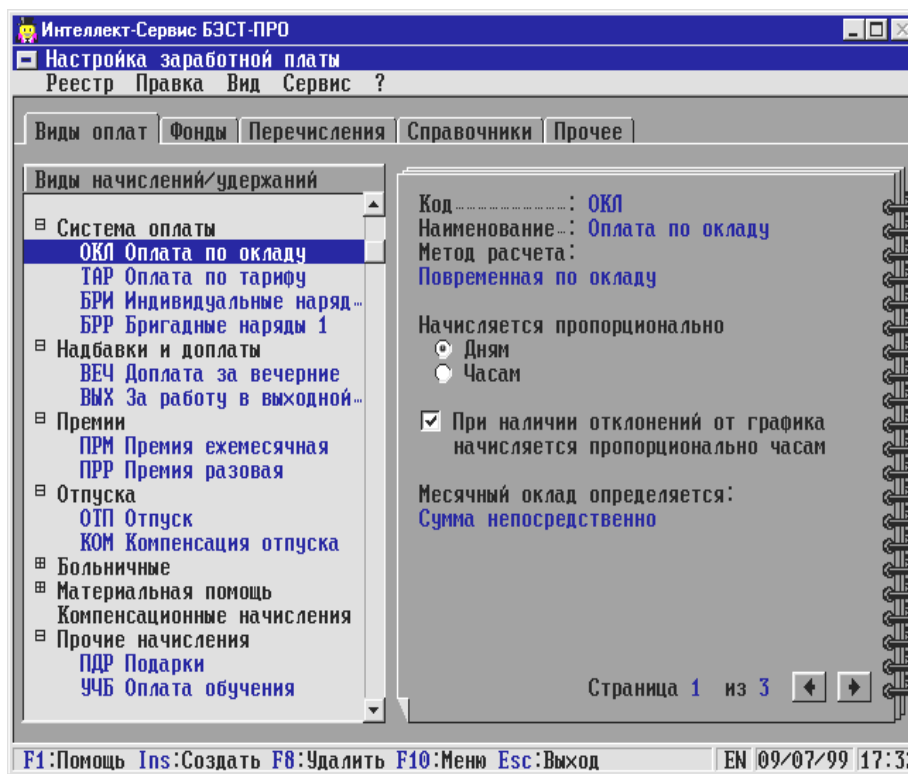 Интеллект-Сервис БЭСТ-ПРО
Настройка заработной платы
Реестр Правка Вид Сервис ?
Виды оплат Фонды Перечисления Справочники Прочее
Виды начислений/удержаний
Система оплаты
ОКЛ Оплата по окладу
ТАР Оплата по тарифу
БРИ Индивидуальные наряд…
БРР Бригадные наряды 1
Надбавки и доплаты
ВЕЧ Доплата за вечерние
ВЫХ За работу в выходной…
Премии
ПРМ Премия ежемесячная
ПРР Премия разовая
Отпуска
ОТП Отпуск
КОМ Компенсация отпуска
Больничные
Материальная помощь
Компенсационные начисления
Прочие начисления
ПДР Подарки
УЧБ Оплата обучения
Код……………………: ОКЛ
Наименование…: Оплата по окладу
Метод расчета:
Повременная по окладу
Начисляется пропорционально
Дням
Часам
При наличии отклонений от графика
начисляется пропорционально часам
Месячный оклад определяется:
Сумма непосредственно
Страница 1 из 3
F1:Помощь Ins:Создать F8:Удалить F10:Меню Esc:Выход EN 09/07/99